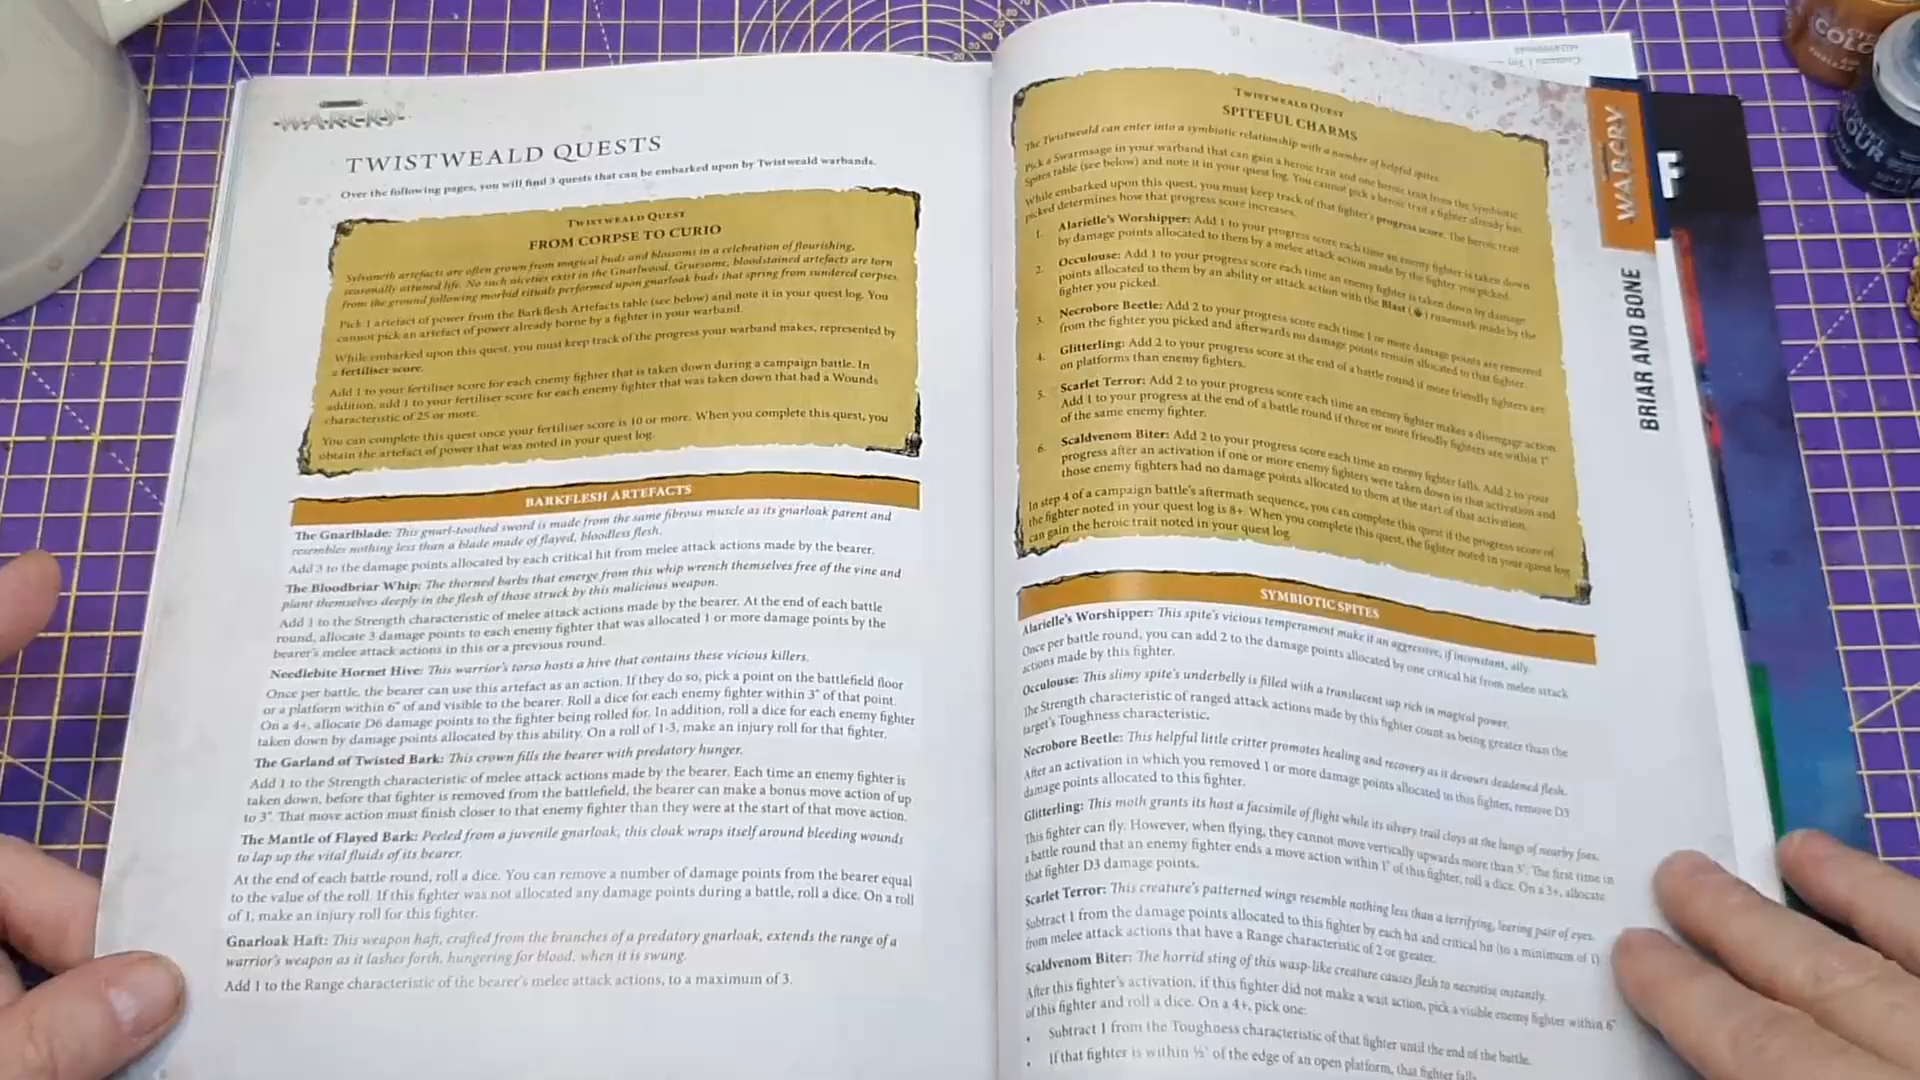 WARCRY
TWISTWEALD QUESTS
Over the following pages, you will find 3 quests that can be embarked upon by Twistweald warbands.
TWISTWEALD QUEST
FROM CORPSE TO CURIO
Sylvaneth artefacts are often grown from magical buds and blossoms in a celebration of flourishing,
seasonally attuned life. No such niceties exist in the Gnarlwood. Gruesome, bloodstained artefacts are torn
from the ground following morbid rituals performed upon gnarloak buds that spring from sundered corpses.
Pick 1 artefact of power from the Barkflesh Artefacts table (see below) and note it in your quest log. You
cannot pick an artefact of power already borne by a fighter in your warband.
While embarked upon this quest, you must keep track of the progress your warband makes, represented by
a fertiliser score.
Add 1 to your fertiliser score for each enemy fighter that is taken down during a campaign battle. In
addition, add 1 to your fertiliser score for each enemy fighter that was taken down that had a Wounds
characteristic of 25 or more.
You can complete this quest once your fertiliser score is 10 or more. When you complete this quest, you
obtain the artefact of power that was noted in your quest log.
BARKFLESH ARTEFACTS
The Gnarlblade: This gnarl-toothed sword is made from the same fibrous muscle as its gnarloak parent and
resembles nothing less than a blade made of flayed, bloodless flesh.
Add 3 to the damage points allocated by each critical hit from melee attack actions made by the bearer.
The Bloodbriar Whip: The thorned barbs that emerge from this whip wrench themselves free of the vine and
plant themselves deeply in the flesh of those struck by this malicious weapon.
Add 1 to the Strength characteristic of melee attack actions made by the bearer. At the end of each battle
round, allocate 3 damage points to each enemy fighter that was allocated 1 or more damage points by the
bearer's melee attack actions in this or a previous round.
Needlebite Hornet Hive: This warrior's torso hosts a hive that contains these vicious killers.
Once per battle, the bearer can use this artefact as an action. If they do so, pick a point on the battlefield floor
or a platform within 6" of and visible to the bearer. Roll a dice for each enemy fighter within 3" of that point.
On a 4+, allocate D6 damage points to the fighter being rolled for. In addition, roll a dice for each enemy fighter
taken down by damage points allocated by this ability. On a roll of 1-3, make an injury roll for that fighter.
The Garland of Twisted Bark: This crown fills the bearer with predatory hunger.
Add 1 to the Strength characteristic of melee attack actions made by the bearer. Each time an enemy fighter is
taken down, before that fighter is removed from the battlefield, the bearer can make a bonus move action of up
to 3". That move action must finish closer to that enemy fighter than they were at the start of that move action.
The Mantle of Flayed Bark: Peeled from a juvenile gnarloak, this cloak wraps itself around bleeding wounds
to lap up the vital fluids of its bearer.
At the end of each battle round, roll a dice. You can remove a number of damage points from the bearer equal
to the value of the roll. If this fighter was not allocated any damage points during a battle, roll a dice. On a roll
of 1, make an injury roll for this fighter.
Gnarloak Haft: This weapon haft, crafted from the branches of a predatory gnarloak, extends the range of a
warrior's weapon as it lashes forth, hungering for blood, when it is swung.
Add 1 to the Range characteristic of the bearer's melee attack actions, to a maximum of 3.
TWISTWEALD QUEST
SPITEFUL CHARMS
The Twistweald can enter into a symbiotic relationship with a number of helpful spites.
Pick a Swarmsage in your warband that can gain a heroic trait and one heroic trait from the Symbiotic
Spites table (see below) and note it in your quest log. You cannot pick a heroic trait a fighter already has.
While embarked upon this quest, you must keep track of that fighter's progress score. The heroic trait
picked determines how that progress score increases.
1. Alarielle's Worshipper: Add 1 to your progress score each time an enemy fighter is taken down
by damage points allocated to them by a melee attack action made by the fighter you picked.
2. Occulouse: Add 1 to your progress score each time an enemy fighter is taken down by damage
points allocated to them by an ability or attack action with the Blast ( ) runemark made by the
fighter you picked.
3. Necrobore Beetle: Add 2 to your progress score each time 1 or more damage points are removed
from the fighter you picked and afterwards no damage points remain allocated to that fighter.
4. Glitterling: Add 2 to your progress score at the end of a battle round if more friendly fighters are
on platforms than enemy fighters.
5. Scarlet Terror: Add 2 to your progress score each time an enemy fighter makes a disengage action.
Add 1 to your progress at the end of a battle round if three or more friendly fighters are within 1"
of the same enemy fighter.
6. Scaldvenom Biter: Add 2 to your progress score each time an enemy fighter falls. Add 2 to your
progress after an activation if one or more enemy fighters were taken down in that activation and
those enemy fighters had no damage points allocated to them at the start of that activation.
In step 4 of a campaign battle's aftermath sequence, you can complete this quest if the progress score of
the fighter noted in your quest log is 8+. When you complete this quest, the fighter noted in your quest log
can gain the heroic trait noted in your quest log.
SYMBIOTIC SPITES
Alarielle's Worshipper: This spite's vicious temperament make it an aggressive, if inconstant, ally.
Once per battle round, you can add 2 to the damage points allocated by one critical hit from melee attack
actions made by this fighter.
Occulouse: This slimy spite's underbelly is filled with a translucent sap rich in magical power.
The Strength characteristic of ranged attack actions made by this fighter count as being greater than the
target's Toughness characteristic.
Necrobore Beetle: This helpful little critter promotes healing and recovery as it devours deadened flesh.
After an activation in which you removed 1 or more damage points allocated to this fighter, remove D3
damage points allocated to this fighter.
Glitterling: This moth grants its host a facsimile of flight while its silvery trail cloys at the lungs of nearby foes.
This fighter can fly. However, when flying, they cannot move vertically upwards more than 3". The first time in
a battle round that an enemy fighter ends a move action within 1" of this fighter, roll a dice. On a 3+, allocate
that fighter D3 damage points.
Scarlet Terror: This creature's patterned wings resemble nothing less than a terrifying, leering pair of eyes.
Subtract 1 from the damage points allocated to this fighter by each hit and critical hit (to a minimum of 1)
from melee attack actions that have a Range characteristic of 2 or greater.
Scaldvenom Biter: The horrid sting of this wasp-like creature causes flesh to necrotise instantly.
After this fighter's activation, if this fighter did not make a wait action, pick a visible enemy fighter within 6"
of this fighter and roll a dice. On a 4+, pick one:
• Subtract 1 from the Toughness characteristic of that fighter until the end of the battle.
• If that fighter is within ½" of the edge of an open platform, that fighter falls.
WARCRY
BRIAR AND BONE
F